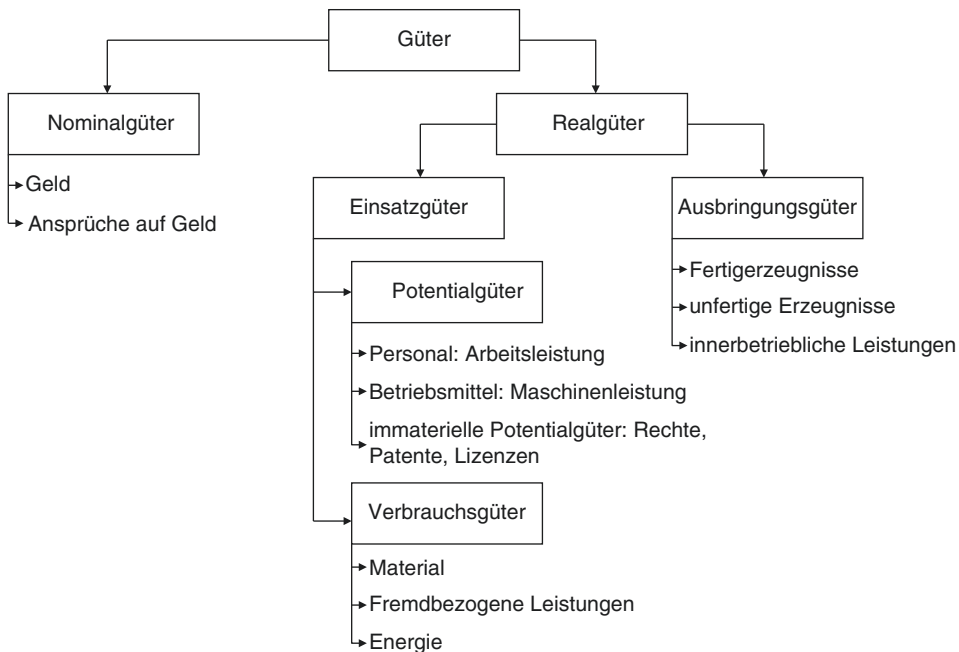 Güter
Nominalgüter
Geld
Ansprüche auf Geld
Realgüter
Einsatzgüter
Potentialgüter
Personal: Arbeitsleistung
Betriebsmittel: Maschinenleistung
immaterielle Potentialgüter: Rechte,
Patente, Lizenzen
Verbrauchsgüter
Material
Fremdbezogene Leistungen
Energie
Ausbringungsgüter
Fertigerzeugnisse
unfertige Erzeugnisse
innerbetriebliche Leistungen